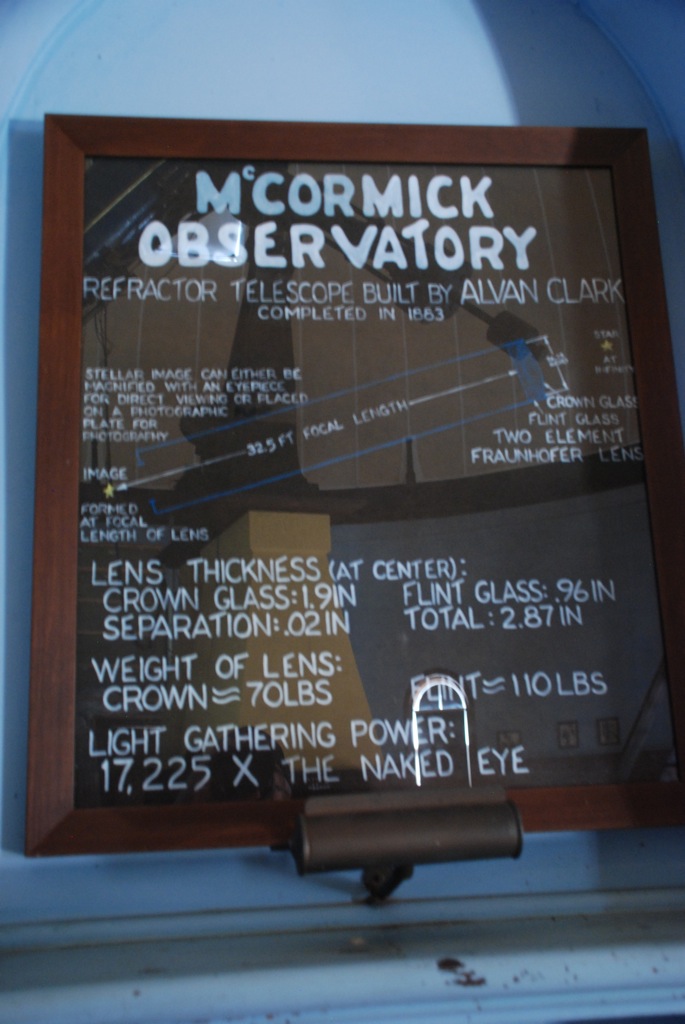 McCORMICK
OBSERVATORY
REFRACTOR TELESCOPE BUILT BY ALVAN CLARK
COMPLETED IN 1883
STAR
AT
INFINITY
STELLAR IMAGE CAN EITHER BE
MAGNIFIED WITH AN EYEPIECE
FOR DIRECT VIEWING OR PLACED
ON A PHOTOGRAPHIC
PLATE FOR
PHOTOGRAPHY
32.5 FT FOCAL LENGTH
CROWN GLASS
FLINT GLASS
TWO ELEMENT
FRAUNHOFER LENS
IMAGE
FORMED
AT FOCAL
LENGTH OF LENS
LENS THICKNESS (AT CENTER):
CROWN GLASS: 1.9IN FLINT GLASS: .96IN
SEPARATION: .02IN TOTAL: 2.87IN
WEIGHT OF LENS:
CROWN ≈ 70LBS FLINT ≈ 110LBS
LIGHT GATHERING POWER:
17,225 X THE NAKED EYE